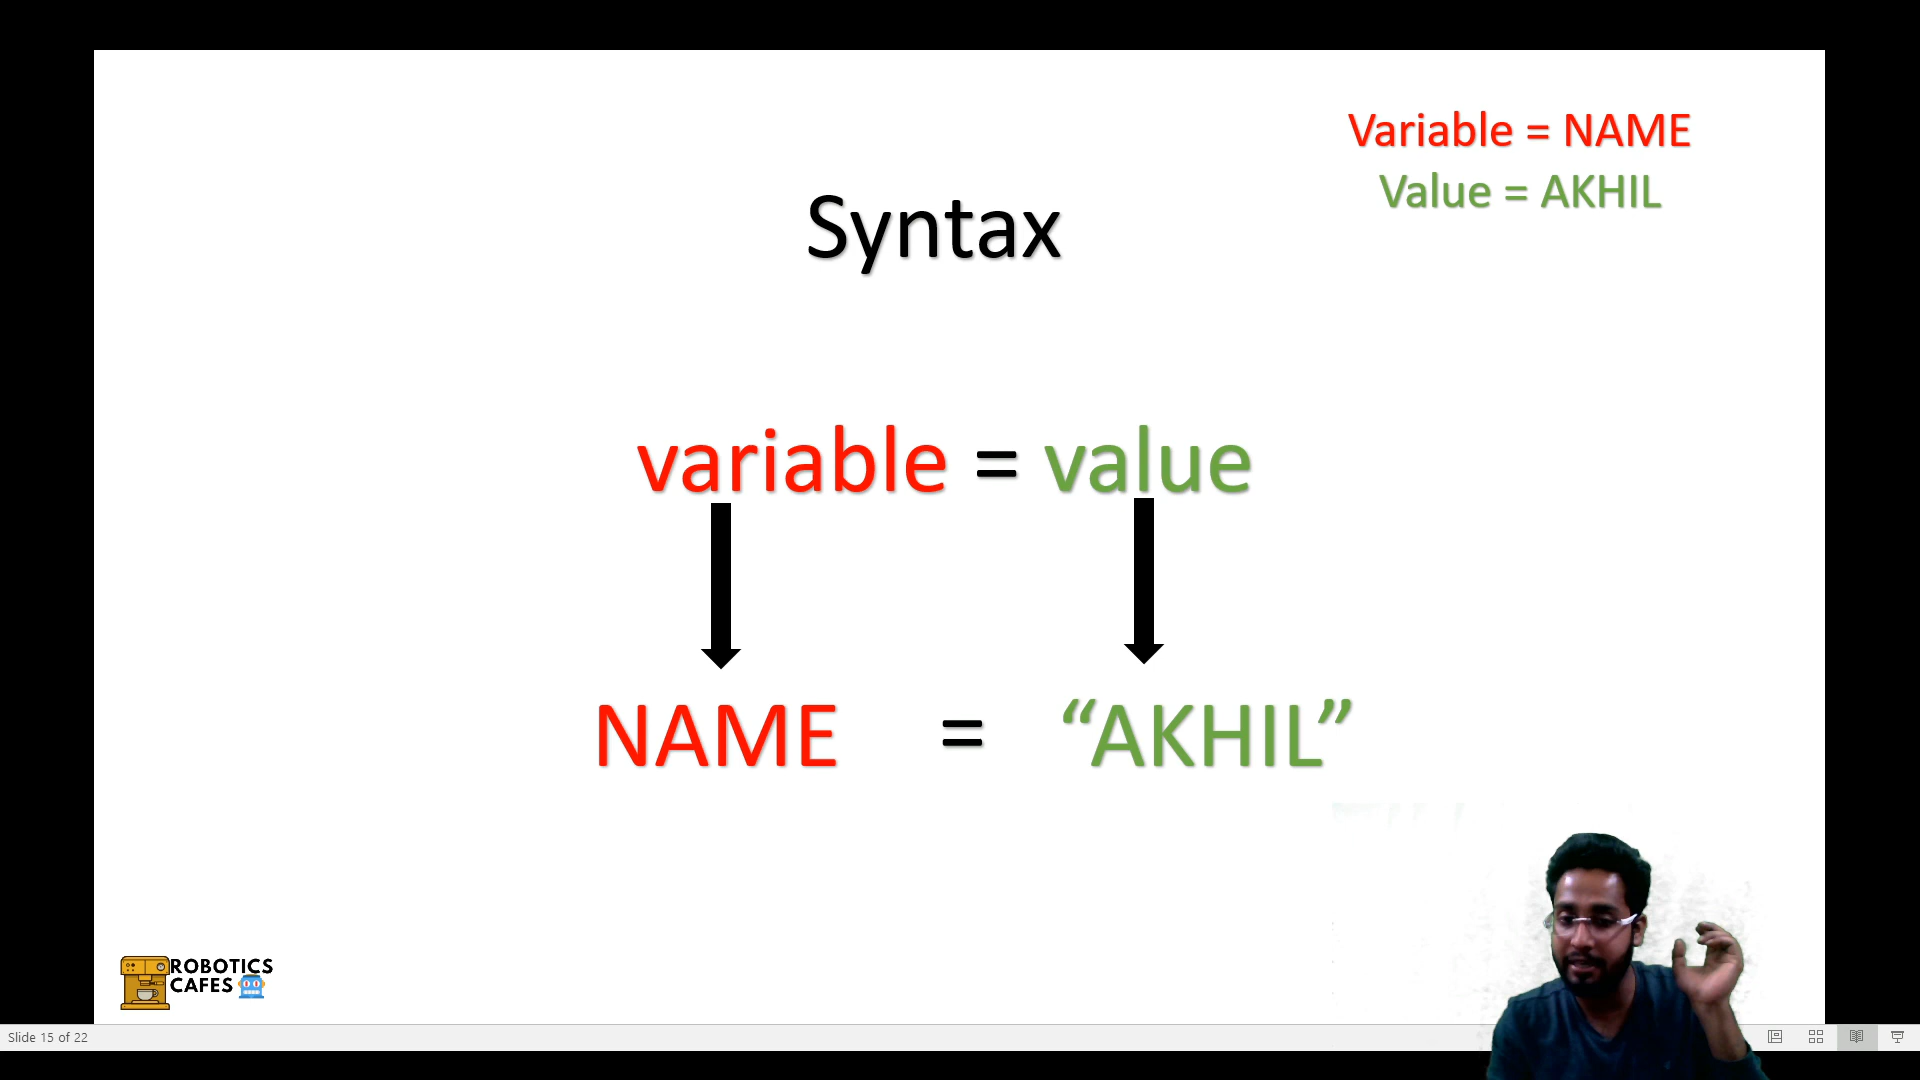 Variable = NAME
Value = AKHIL
Syntax
variable = value
NAME = “AKHIL”
ROBOTICS
CAFES
Slide 15 of 22